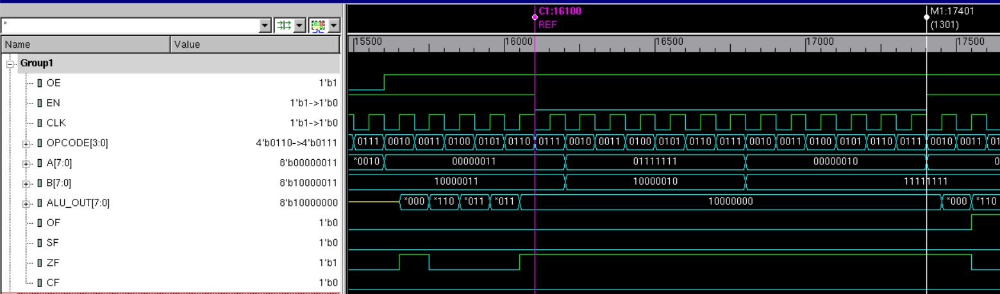 C1:16100 M1:17401
* REF (1301)
Name Value 15500 16000 16500 17000 17500
Group1
OE 1'b1
EN 1'b1->1'b0
CLK 1'b1->1'b0
OPCODE[3:0] 4'b0110->4'b0111 0111 0010 0011 0100 0101 0110 0111 0010 0011 0100 0101 0110 0111 0010 0011 0100 0101 0110 0111 0010 0011 01
A[7:0] 8'b00000011 *0010 00000011 01111111 00000010 0
B[7:0] 8'b10000011 10000011 10000010 11111111
ALU_OUT[7:0] 8'b10000000 *000 *110 *011 *011 10000000 *000 *110
OF 1'b0
SF 1'b0
ZF 1'b1
CF 1'b0